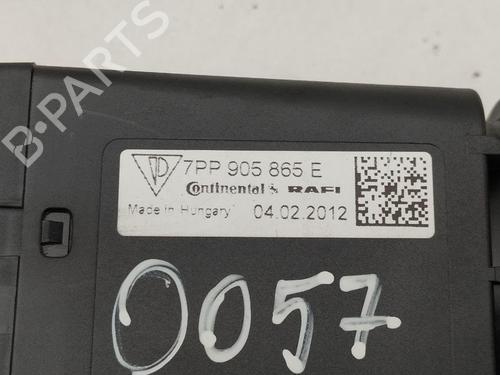 B-PARTS
7PP 905 865 E
Continental & RAFI
Made in Hungary
04.02.2012
0057